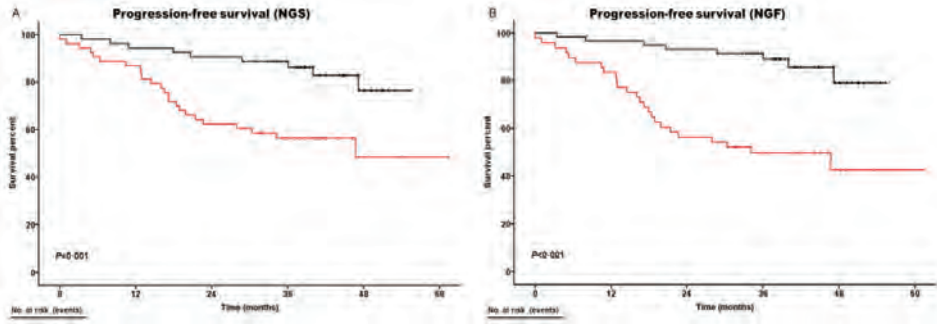 A
Progression-free survival (NGS)
100
80
60
40
20
0
Survival percent
P<0·001
0 12 24 36 48 60
Time (months)
No. at risk (events)
B
Progression-free survival (NGF)
100
80
60
40
20
0
Survival percent
P<0·001
0 12 24 36 48 60
Time (months)
No. at risk (events)